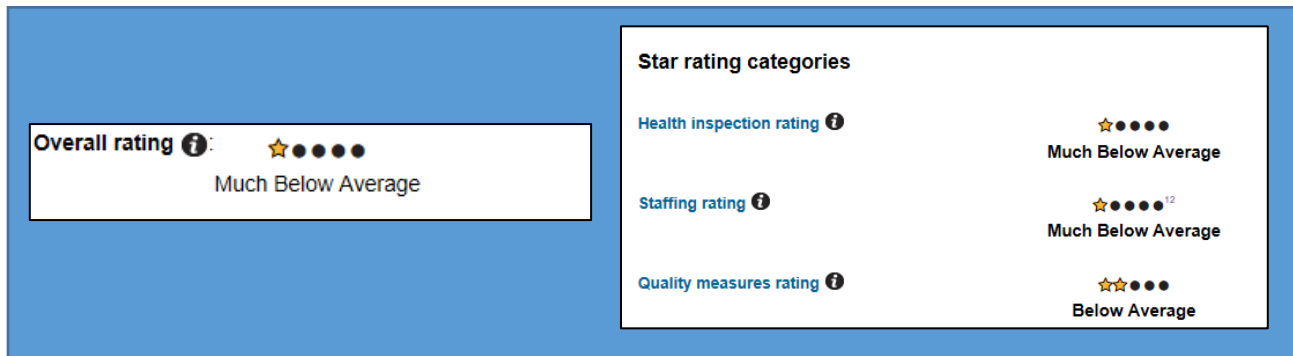 Overall rating :
Much Below Average
Star rating categories
Health inspection rating
Much Below Average
Staffing rating 12
Much Below Average
Quality measures rating
Below Average